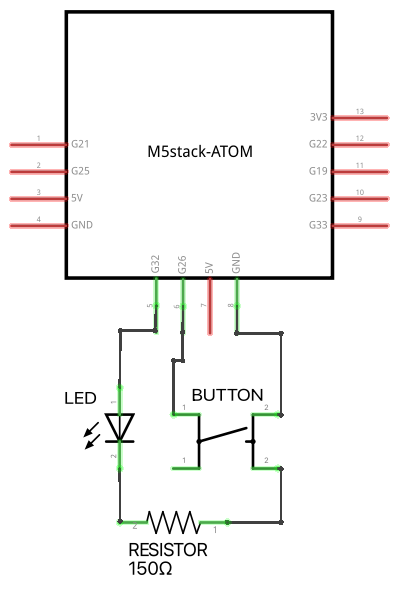 3V3 13
1 G21
G22 12
2 G25
G19 11
M5stack-ATOM
3 5V
G23 10
4 GND
G33 9
G32 G26 5V GND
5 6 7 8
LED
BUTTON
1
1 2
2
1 2
2 1
RESISTOR
150Ω